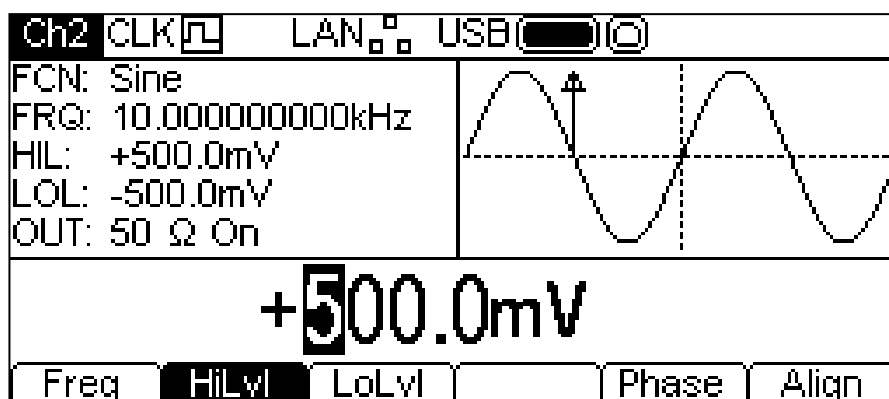 Ch2 CLK LAN USB
FCN: Sine
FRQ: 10.000000000kHz
HIL: +500.0mV
LOL: -500.0mV
OUT: 50 Ω On
+500.0mV
Freq HiLvl LoLvl Phase Align